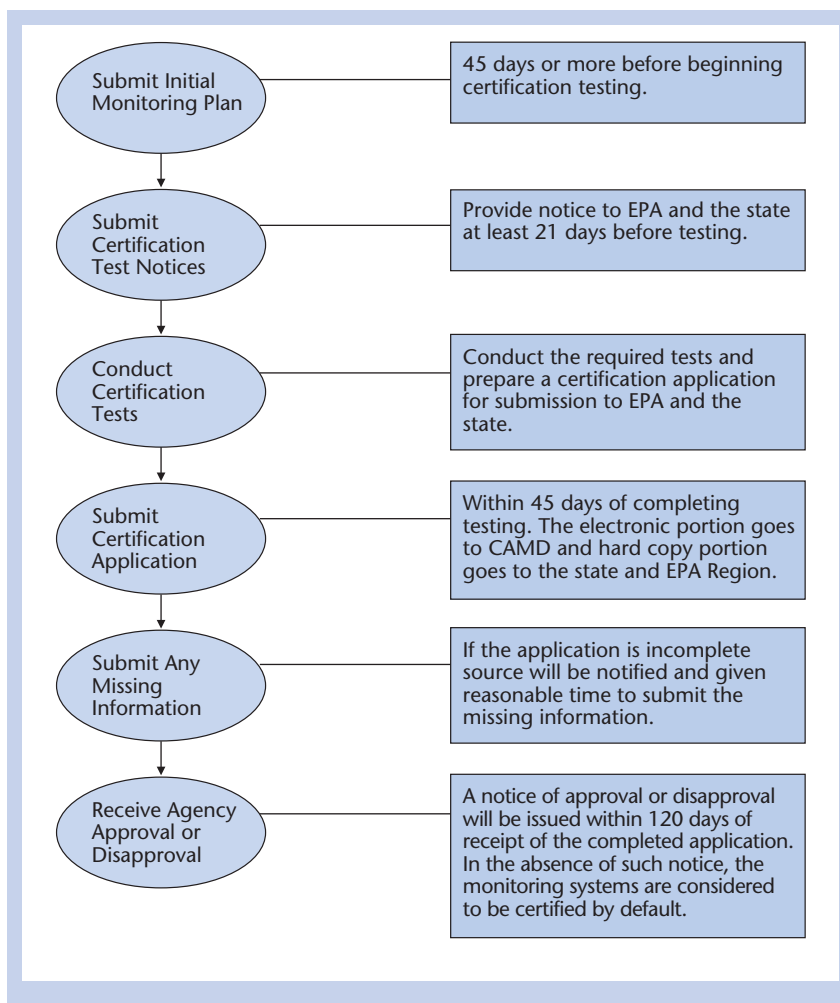 Submit Initial
Monitoring Plan
45 days or more before beginning
certification testing.
Submit
Certification
Test Notices
Provide notice to EPA and the state
at least 21 days before testing.
Conduct
Certification
Tests
Conduct the required tests and
prepare a certification application
for submission to EPA and the
state.
Submit
Certification
Application
Within 45 days of completing
testing. The electronic portion goes
to CAMD and hard copy portion
goes to the state and EPA Region.
Submit Any
Missing
Information
If the application is incomplete
source will be notified and given
reasonable time to submit the
missing information.
Receive Agency
Approval or
Disapproval
A notice of approval or disapproval
will be issued within 120 days of
receipt of the completed application.
In the absence of such notice, the
monitoring systems are considered
to be certified by default.